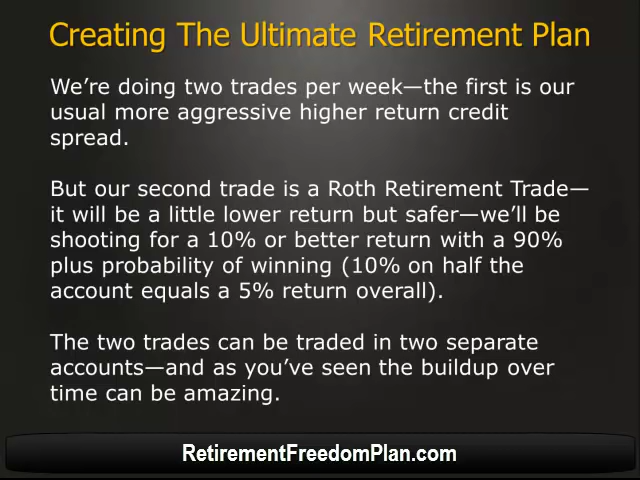 Creating The Ultimate Retirement Plan
We’re doing two trades per week—the first is our
usual more aggressive higher return credit
spread.
But our second trade is a Roth Retirement Trade—
it will be a little lower return but safer—we’ll be
shooting for a 10% or better return with a 90%
plus probability of winning (10% on half the
account equals a 5% return overall).
The two trades can be traded in two separate
accounts—and as you’ve seen the buildup over
time can be amazing.
RetirementFreedomPlan.com